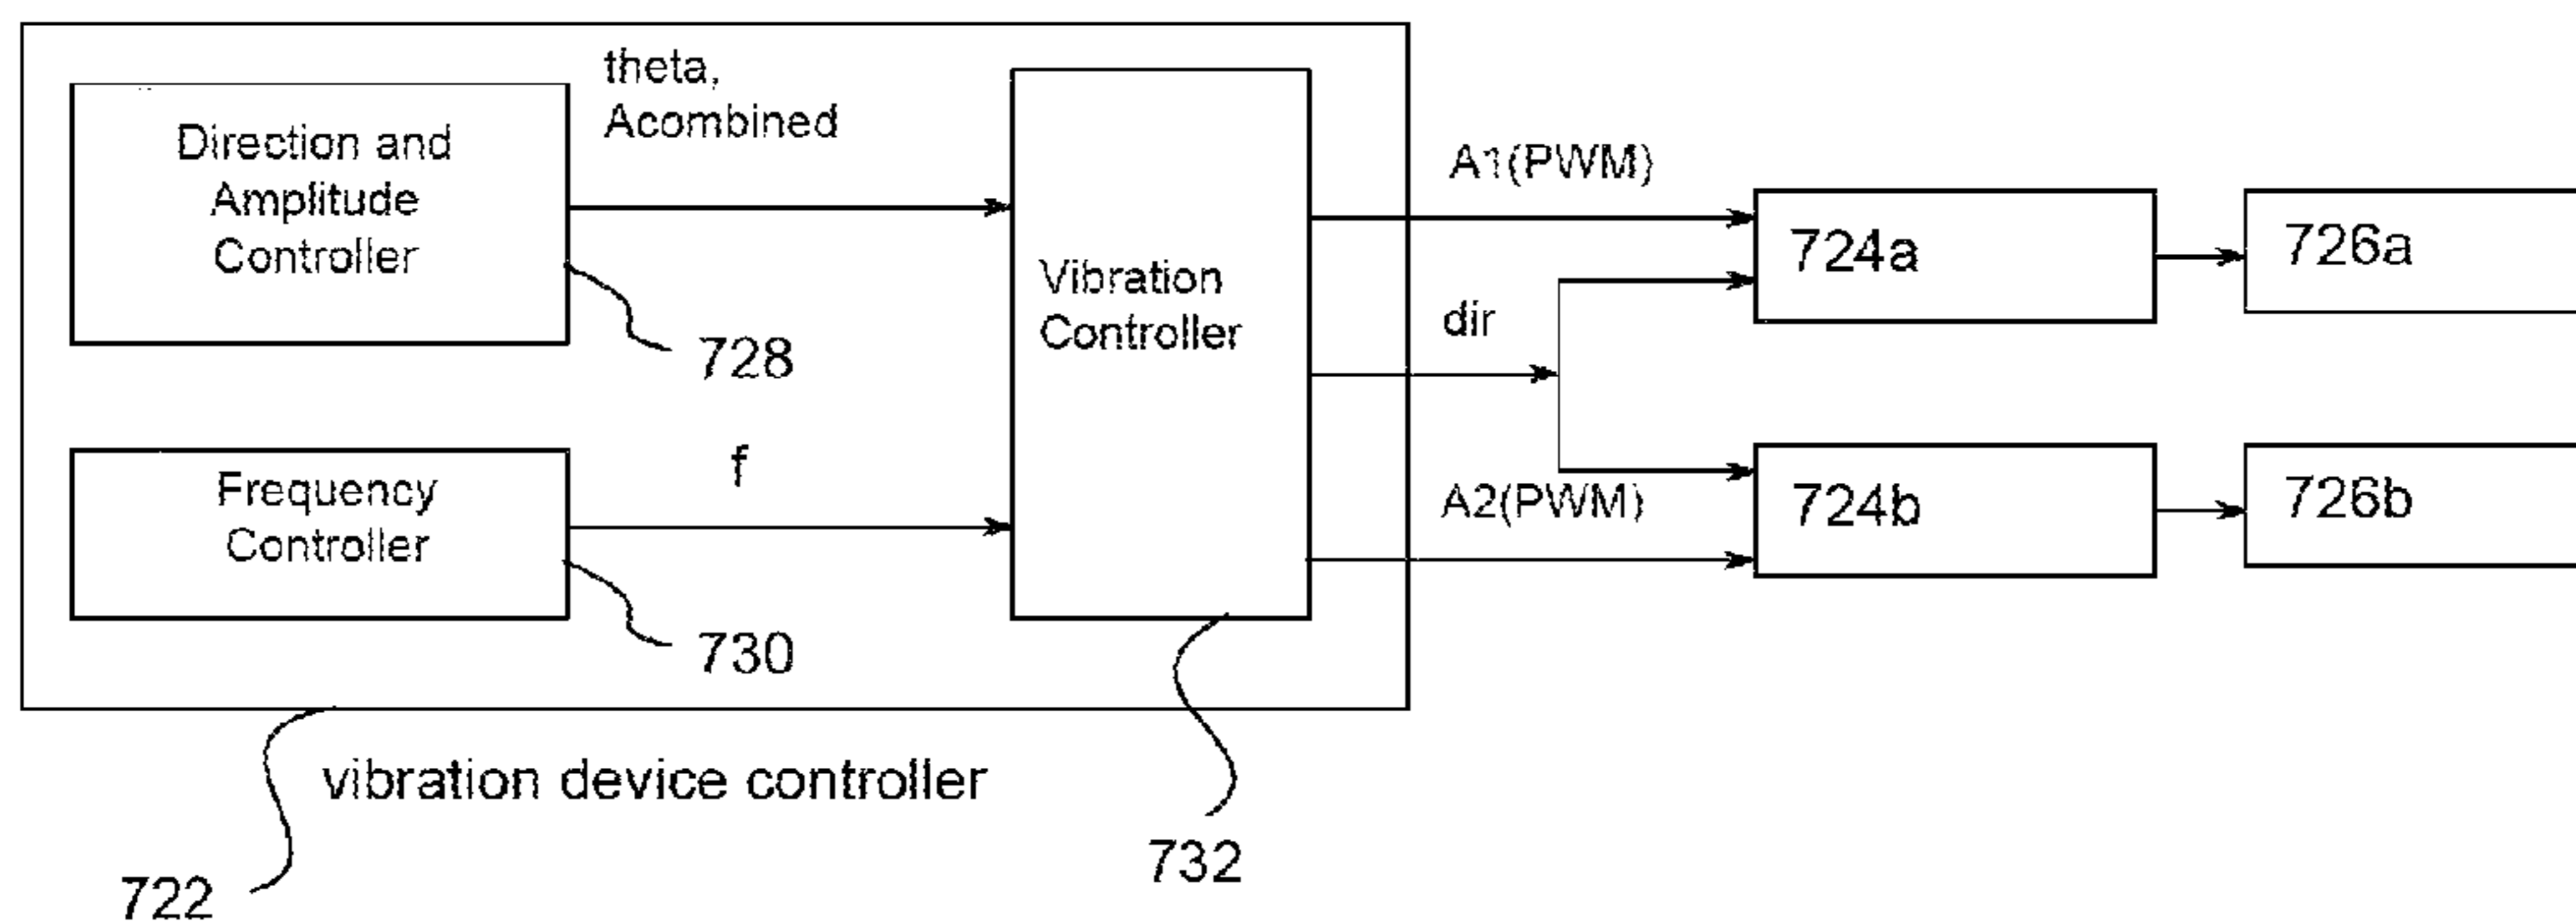 theta,
Acombined
Direction and
Amplitude
Controller
728
f
Frequency
Controller
730
Vibration
Controller
A1(PWM)
dir
A2(PWM)
724a
726a
724b
726b
vibration device controller
722
732